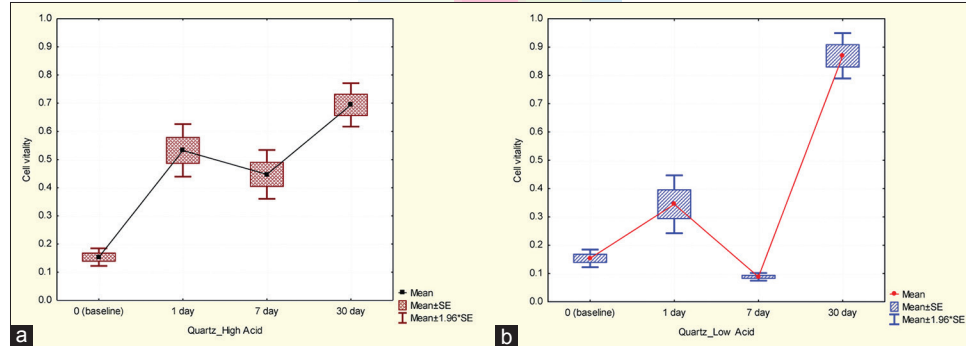 1.0
0.9
0.8
0.7
0.6
0.5
0.4
0.3
0.2
0.1
0.0
Cell vitality
0 (baseline) 1 day 7 day 30 day
Quartz_High Acid
Mean
Mean±SE
Mean±1.96*SE
a
1.0
0.9
0.8
0.7
0.6
0.5
0.4
0.3
0.2
0.1
0.0
Cell vitality
0 (baseline) 1 day 7 day 30 day
Quartz_Low Acid
Mean
Mean±SE
Mean±1.96*SE
b